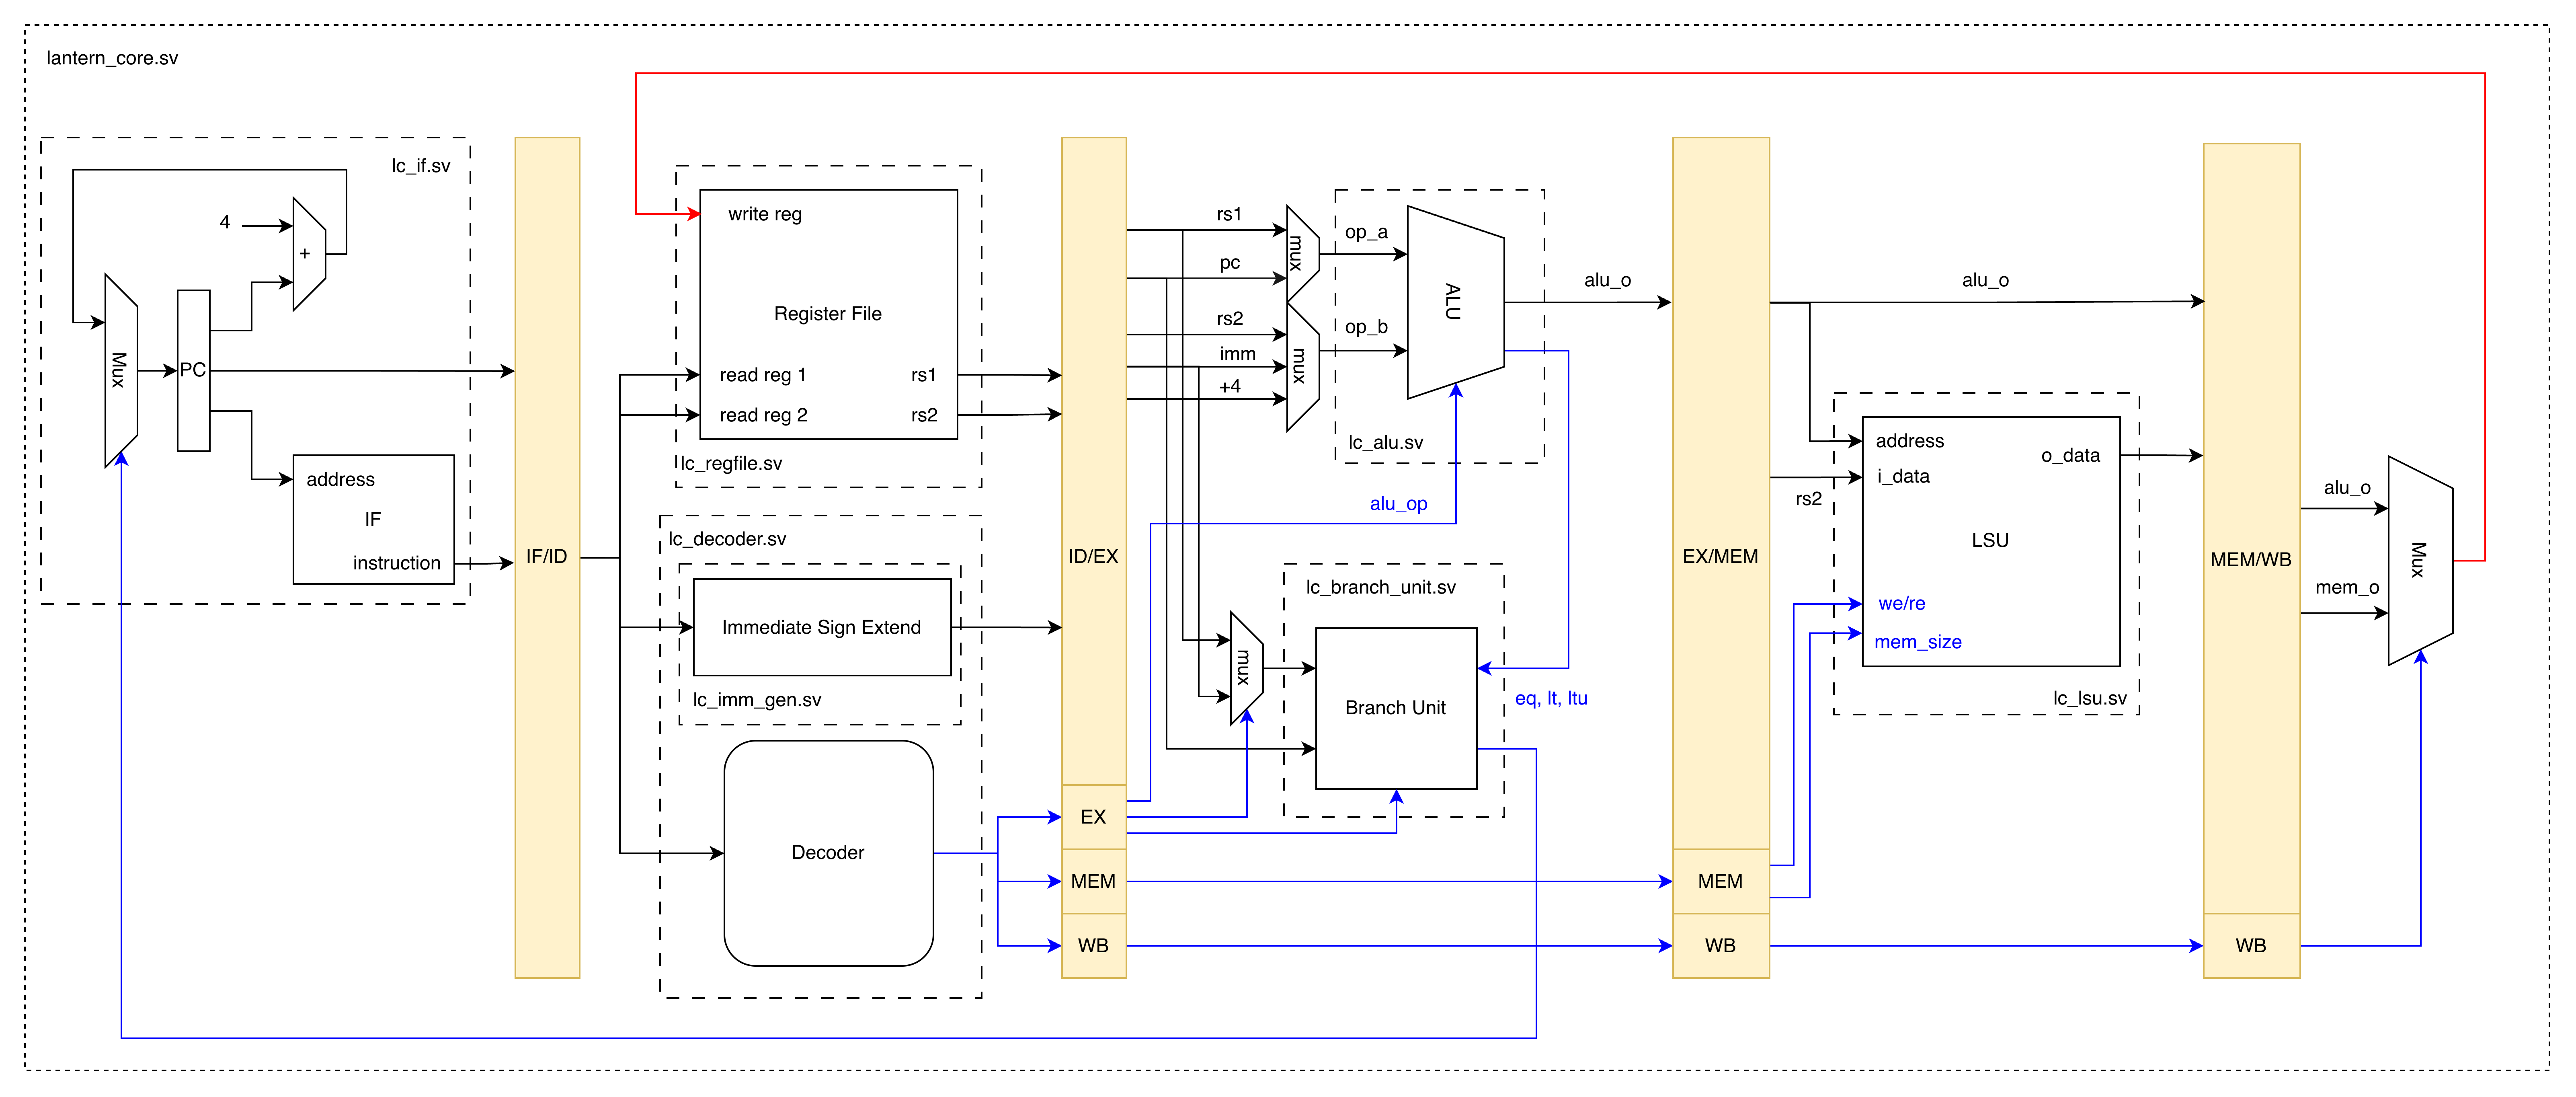 lantern_core.sv
lc_if.sv
4
+
Mux
PC
address
IF
instruction
IF/ID
write reg
Register File
read reg 1
rs1
read reg 2
rs2
lc_regfile.sv
lc_decoder.sv
Immediate Sign Extend
lc_imm_gen.sv
Decoder
ID/EX
EX
MEM
WB
rs1
pc
rs2
imm
+4
mux
mux
op_a
op_b
ALU
lc_alu.sv
alu_op
alu_o
lc_branch_unit.sv
mux
Branch Unit
eq, lt, ltu
EX/MEM
MEM
WB
alu_o
rs2
address
i_data
o_data
LSU
we/re
mem_size
lc_lsu.sv
MEM/WB
WB
alu_o
mem_o
Mux